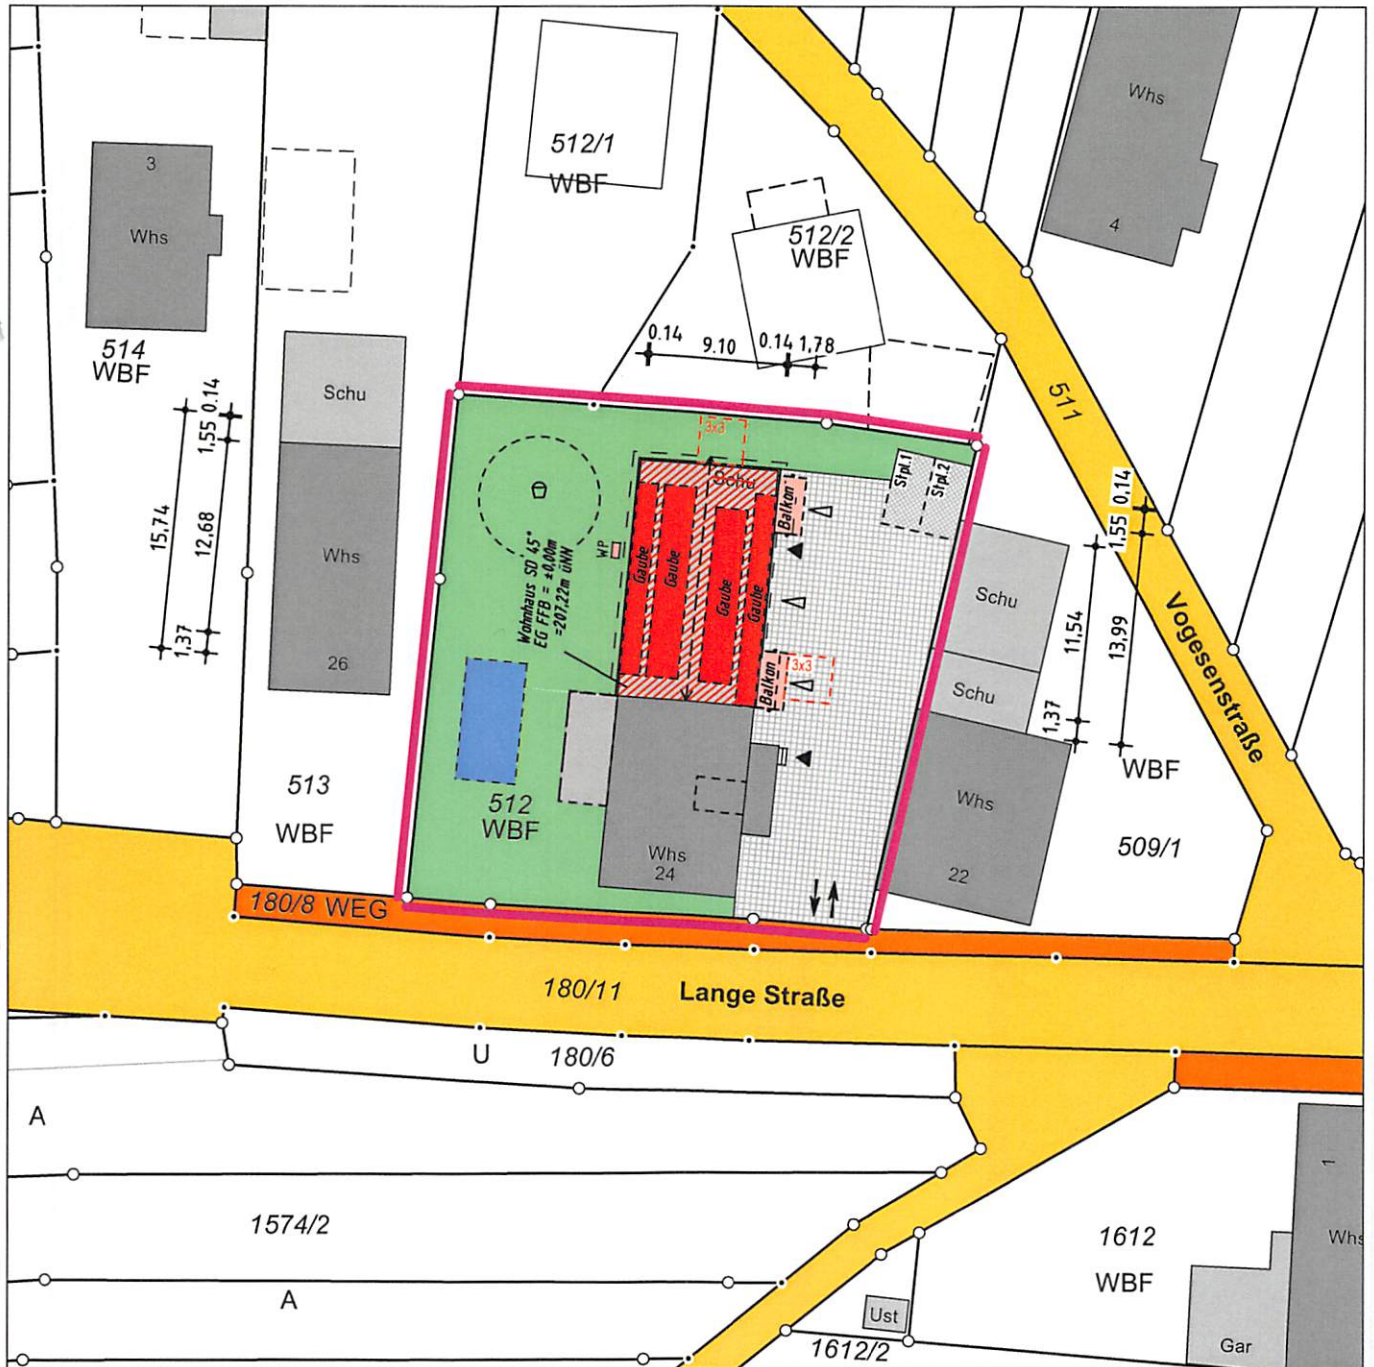 Whs
4
512/1
WBF
3
Whs
512/2
WBF
514
WBF
0.14
9.10
0.14
1,78
Schu
511
0.14
1,55
12,68
15,74
1,37
3x3
Schu
Stpl.1
Stpl.2
Balkon
WP
Gaube
Gaube
Gaube
Gaube
Wohnhaus SD 45°
EG FFB = ±0,00m
=207,22m üNN
Whs
26
Schu
Schu
0.14
1,55
11,54
13,99
1,37
Vogesenstraße
Balkon
3x3
513
WBF
512
WBF
Whs
24
Whs
22
WBF
509/1
180/8 WEG
180/11
Lange Straße
U
180/6
A
1574/2
A
1612
WBF
1
Whs
Ust
1612/2
Gar